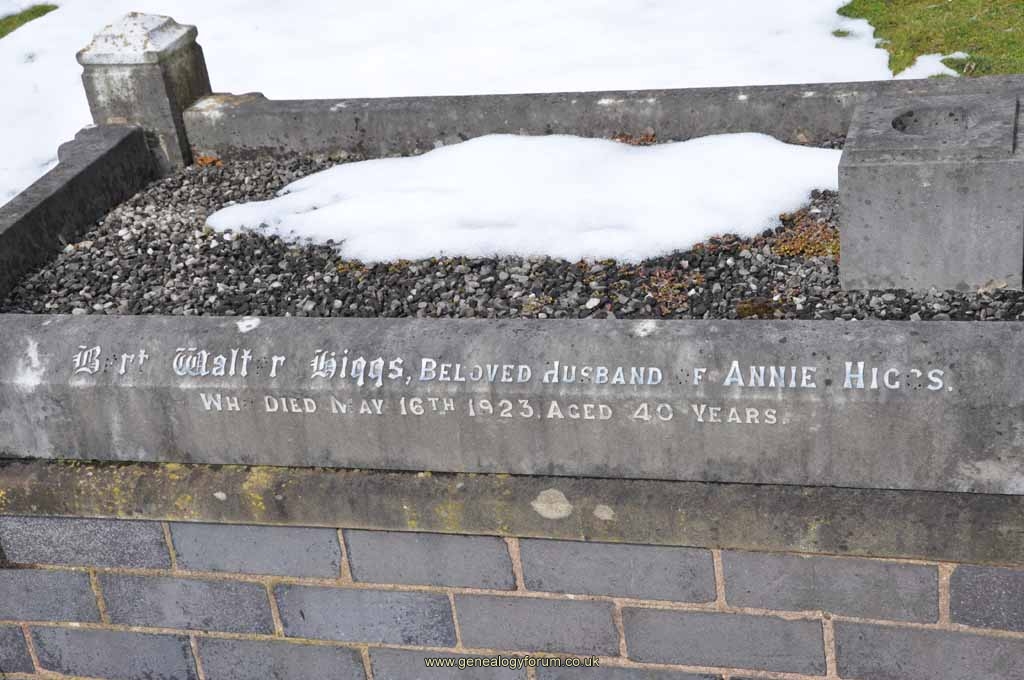 Bert Walter Higgs, Beloved Husband of Annie Higgs.
Who Died May 16th 1923. Aged 40 Years.
www.genealogyforum.co.uk